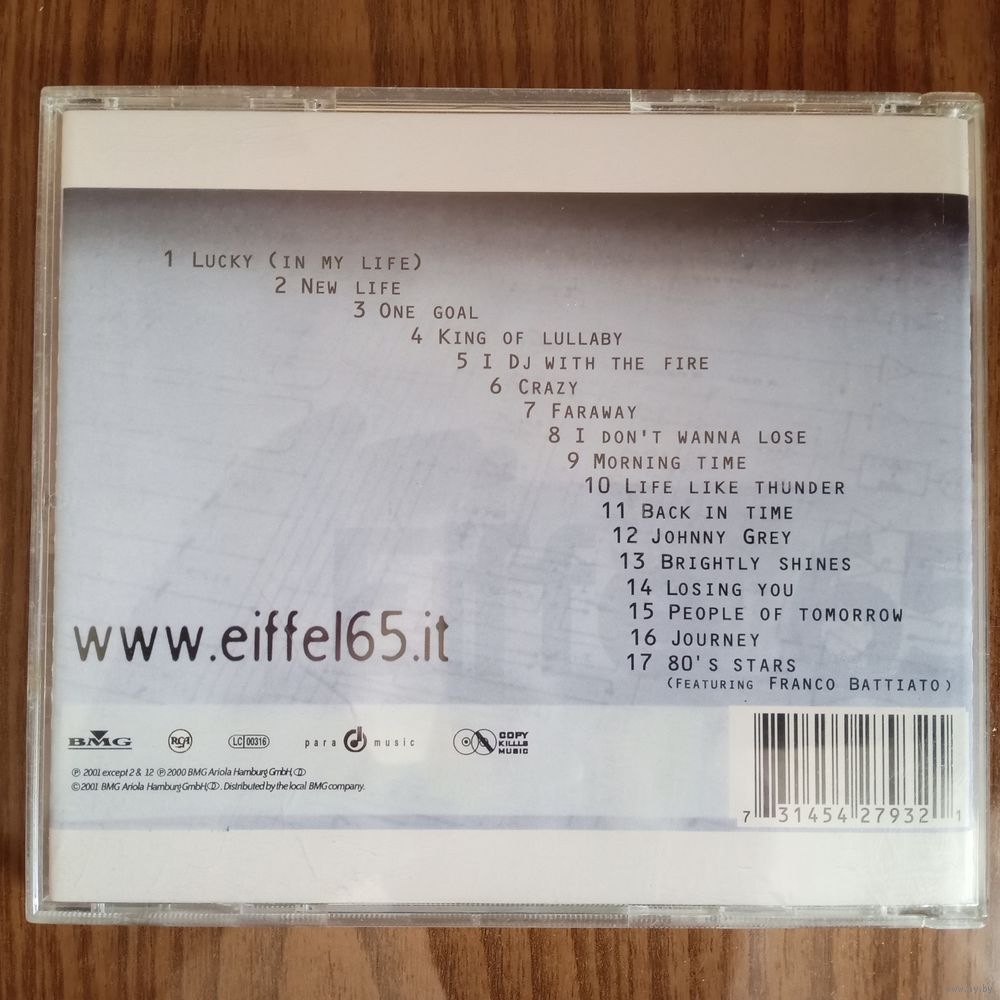 1 Lucky (in my life)
2 New life
3 One goal
4 King of lullaby
5 I Dj with the fire
6 Crazy
7 Faraway
8 I don't wanna lose
9 Morning time
10 Life like thunder
11 Back in time
12 Johnny Grey
13 Brightly shines
14 Losing you
15 People of tomorrow
16 Journey
17 80's stars
(Featuring Franco Battiato)
www.eiffel65.it
BMG RCA LC 00316 para d music COPY KILLS MUSIC
℗ 2001 except 2 & 12 ℗ 2000 BMG Ariola Hamburg GmbH,
© 2001 BMG Ariola Hamburg GmbH, . Distributed by the local BMG company.
7 31454 27932 1